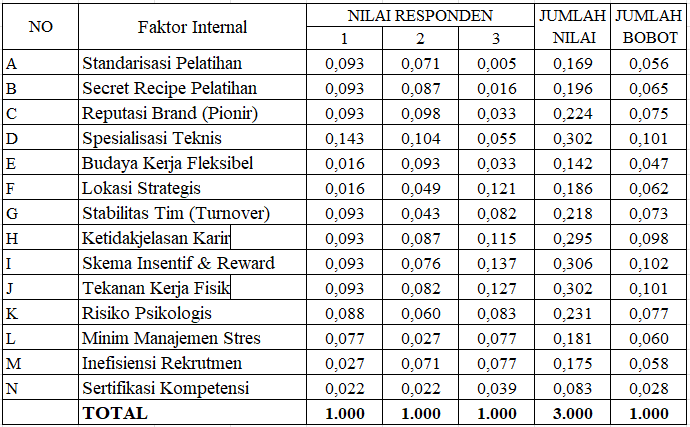 NO Faktor Internal NILAI RESPONDEN JUMLAH NILAI JUMLAH BOBOT
1 2 3
A Standarisasi Pelatihan 0,093 0,071 0,005 0,169 0,056
B Secret Recipe Pelatihan 0,093 0,087 0,016 0,196 0,065
C Reputasi Brand (Pionir) 0,093 0,098 0,033 0,224 0,075
D Spesialisasi Teknis 0,143 0,104 0,055 0,302 0,101
E Budaya Kerja Fleksibel 0,016 0,093 0,033 0,142 0,047
F Lokasi Strategis 0,016 0,049 0,121 0,186 0,062
G Stabilitas Tim (Turnover) 0,093 0,043 0,082 0,218 0,073
H Ketidakjelasan Karir 0,093 0,087 0,115 0,295 0,098
I Skema Insentif & Reward 0,093 0,076 0,137 0,306 0,102
J Tekanan Kerja Fisik 0,093 0,082 0,127 0,302 0,101
K Risiko Psikologis 0,088 0,060 0,083 0,231 0,077
L Minim Manajemen Stres 0,077 0,027 0,077 0,181 0,060
M Inefisiensi Rekrutmen 0,027 0,071 0,077 0,175 0,058
N Sertifikasi Kompetensi 0,022 0,022 0,039 0,083 0,028
TOTAL 1.000 1.000 1.000 3.000 1.000